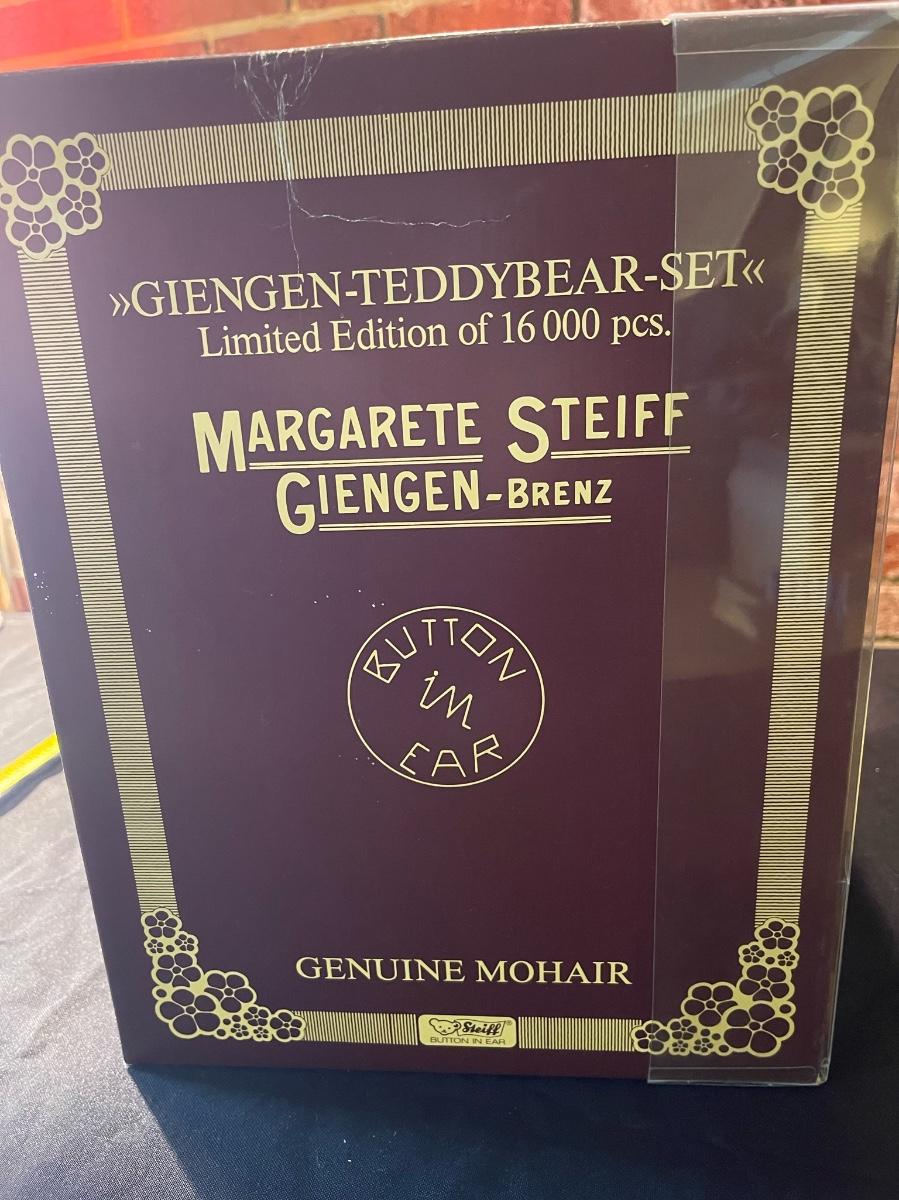 »GIENGEN-TEDDYBEAR-SET«
Limited Edition of 16 000 pcs.
MARGARETE STEIFF
GIENGEN-BRENZ
BUTTON
im
EAR
GENUINE MOHAIR
Steiff®
BUTTON IN EAR